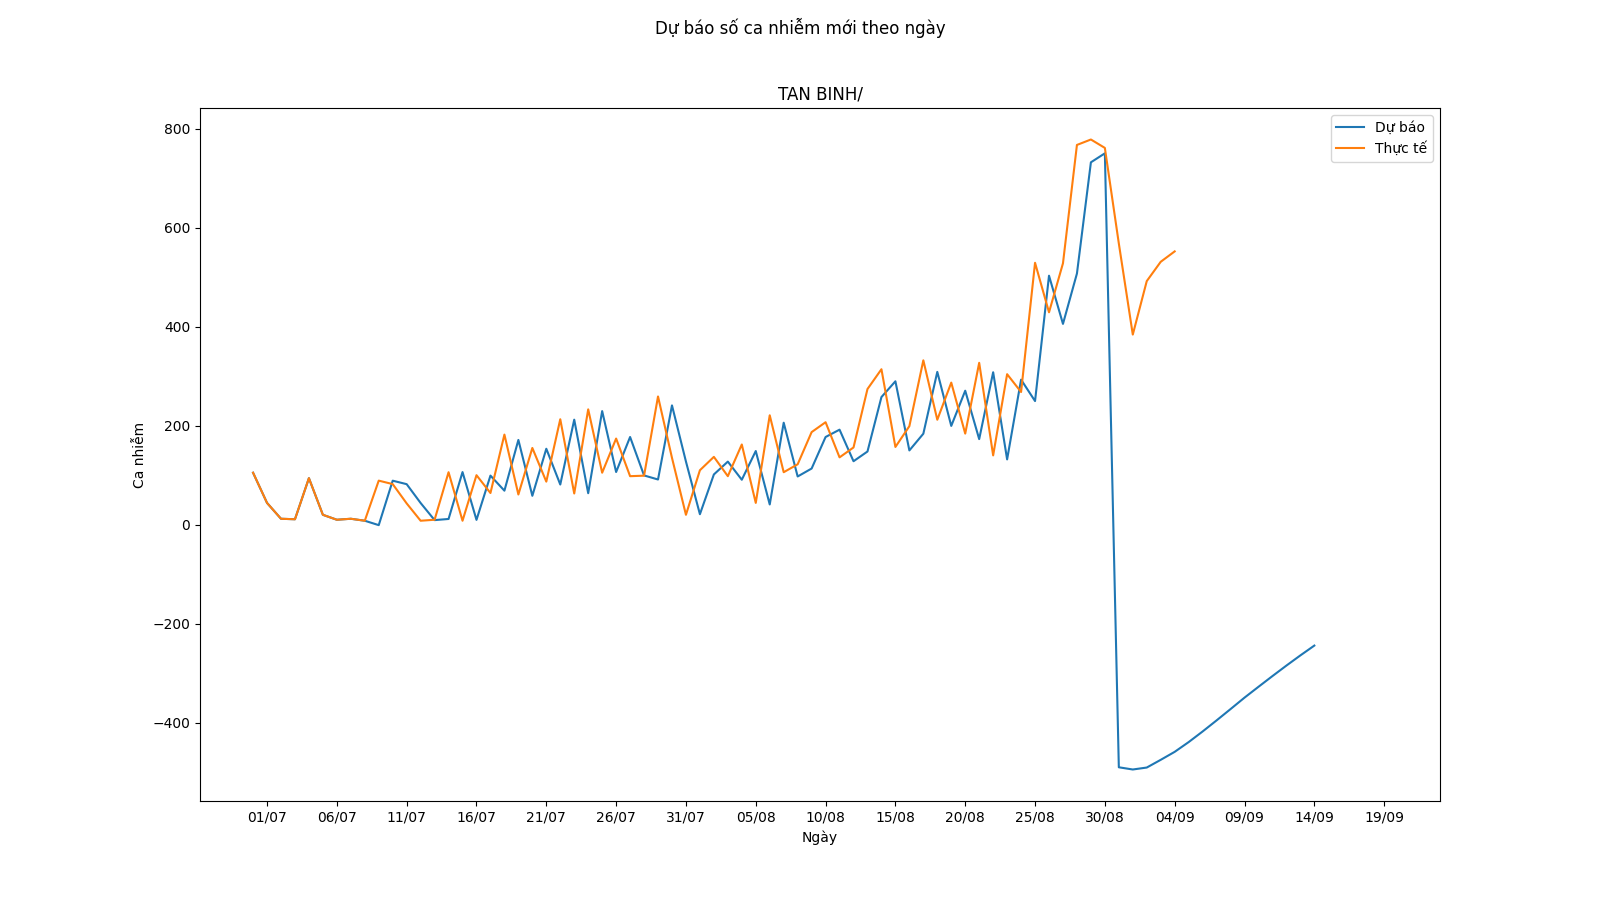 Dự báo số ca nhiễm mới theo ngày
TAN BINH/
Dự báo
Thực tế
800
600
400
200
0
−200
−400
Ca nhiễm
01/07 06/07 11/07 16/07 21/07 26/07 31/07 05/08 10/08 15/08 20/08 25/08 30/08 04/09 09/09 14/09 19/09
Ngày